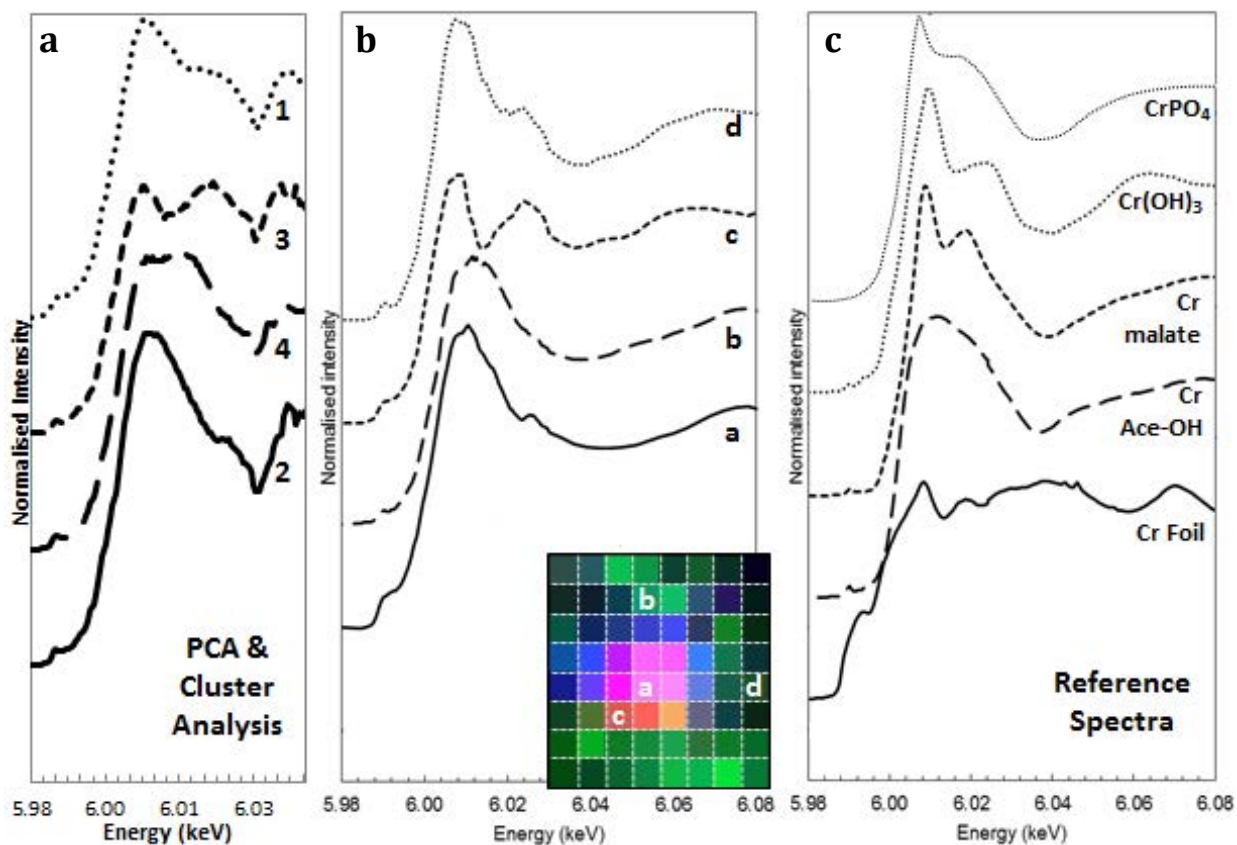 a
1
3
4
2
PCA &
Cluster
Analysis
Normalised Intensity
5.98 6.00 6.01 6.03
Energy (keV)
b
d
c
b
a
Normalised intensity
b
a
d
c
5.98 6.00 6.02 6.04 6.06 6.08
Energy (keV)
c
CrPO₄
Cr(OH)₃
Cr
malate
Cr
Ace-OH
Cr Foil
Reference
Spectra
Normalised intensity
5.98 6.00 6.02 6.04 6.06 6.08
Energy (keV)